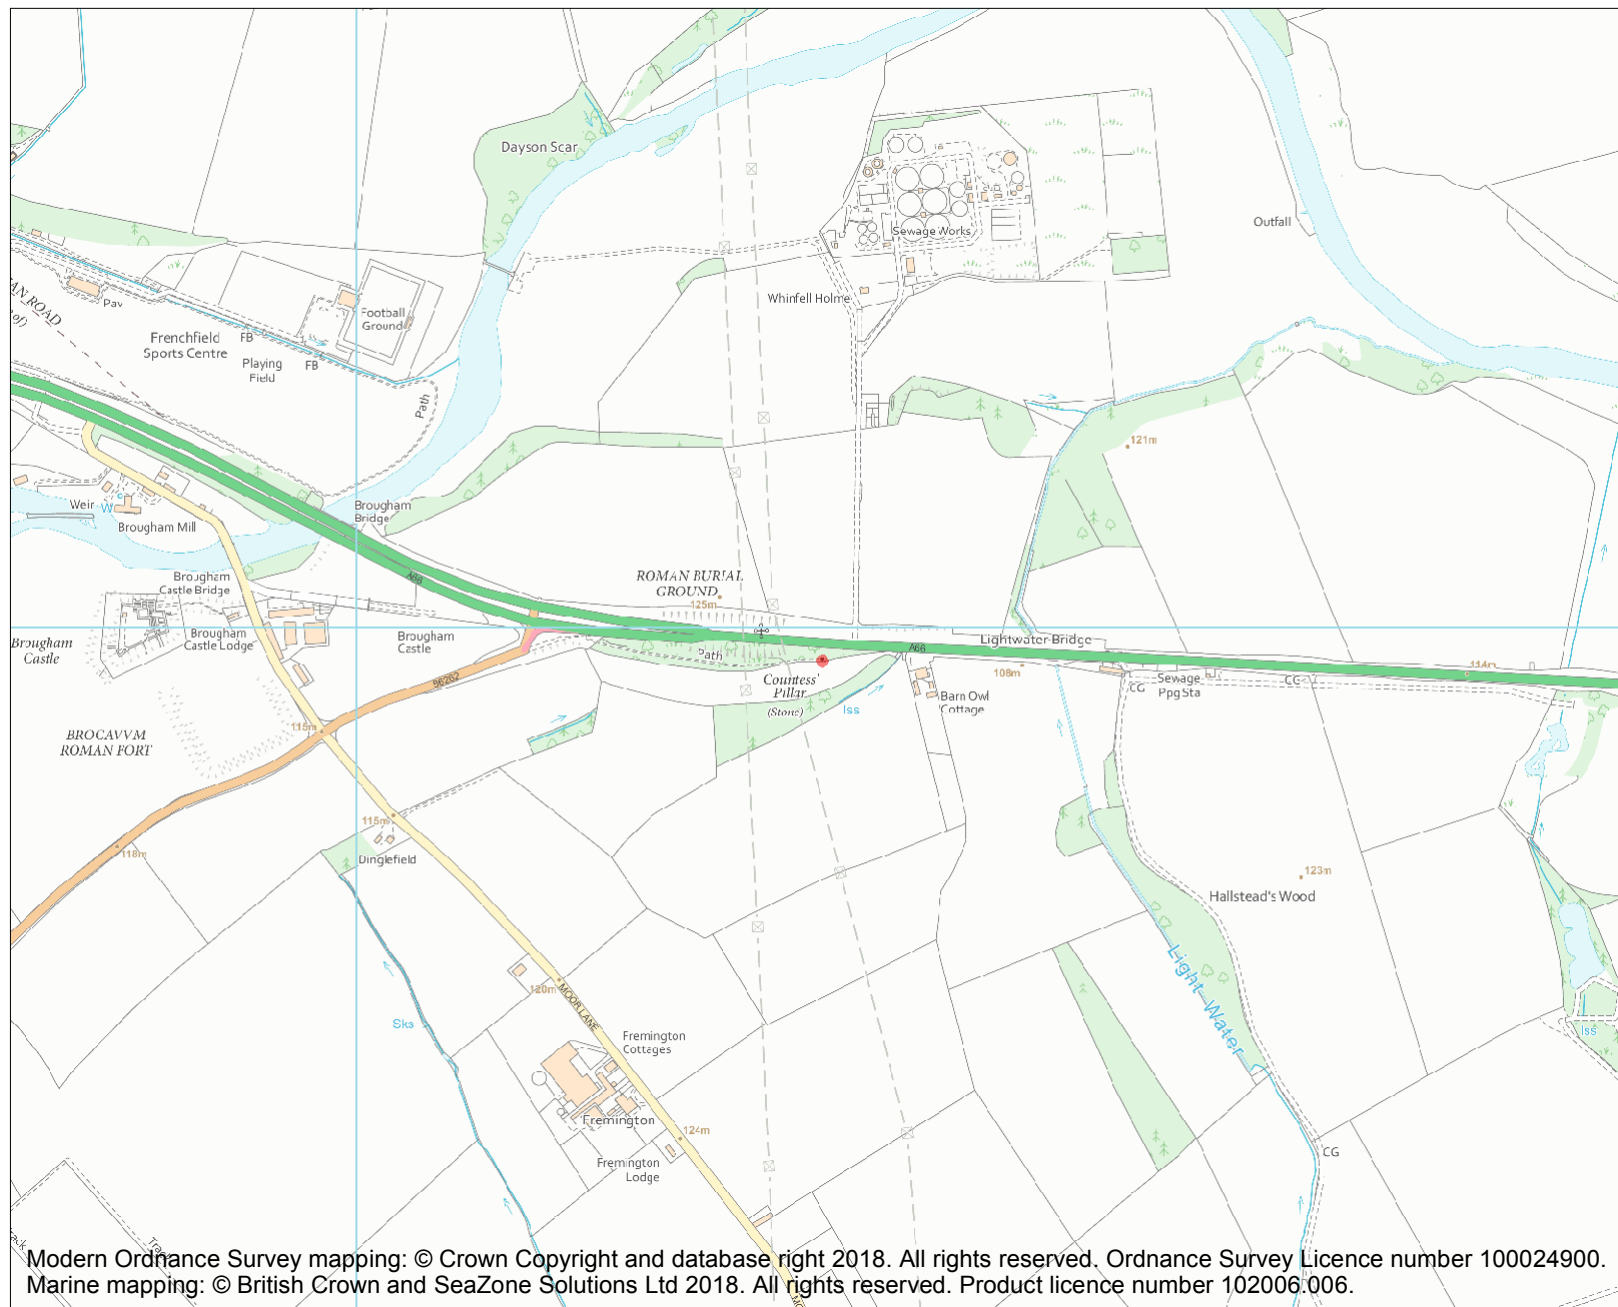 Dayson Scar
Outfall
Sewage Works
Whinfell Holme
Pav
Football
Ground
Frenchfield
Sports Centre
FB
Playing
Field
FB
Path
AN ROAD
of)
121m
Weir
W
Brougham Mill
Brougham
Bridge
A66
ROMAN BURIAL
GROUND
125m
Brougham
Castle Bridge
Brougham
Castle
Brougham
Castle Lodge
Brougham
Castle
Path
Lightwater Bridge
A66
114m
108m
CG
Sewage
Ppg Sta
CG
Countess'
Pillar
(Stone)
Iss
Barn Owl
Cottage
B6262
115m
BROCAVVM
ROMAN FORT
115m
118m
Dinglefield
123m
Hallstead's Wood
Light Water
120m
MOOR LANE
Sks
Fremington
Cottages
Iss
Fremington
124m
Fremington
Lodge
CG
ack
Track
MO
Modern Ordnance Survey mapping: © Crown Copyright and database right 2018. All rights reserved. Ordnance Survey Licence number 100024900.
Marine mapping: © British Crown and SeaZone Solutions Ltd 2018. All rights reserved. Product licence number 102006.006.